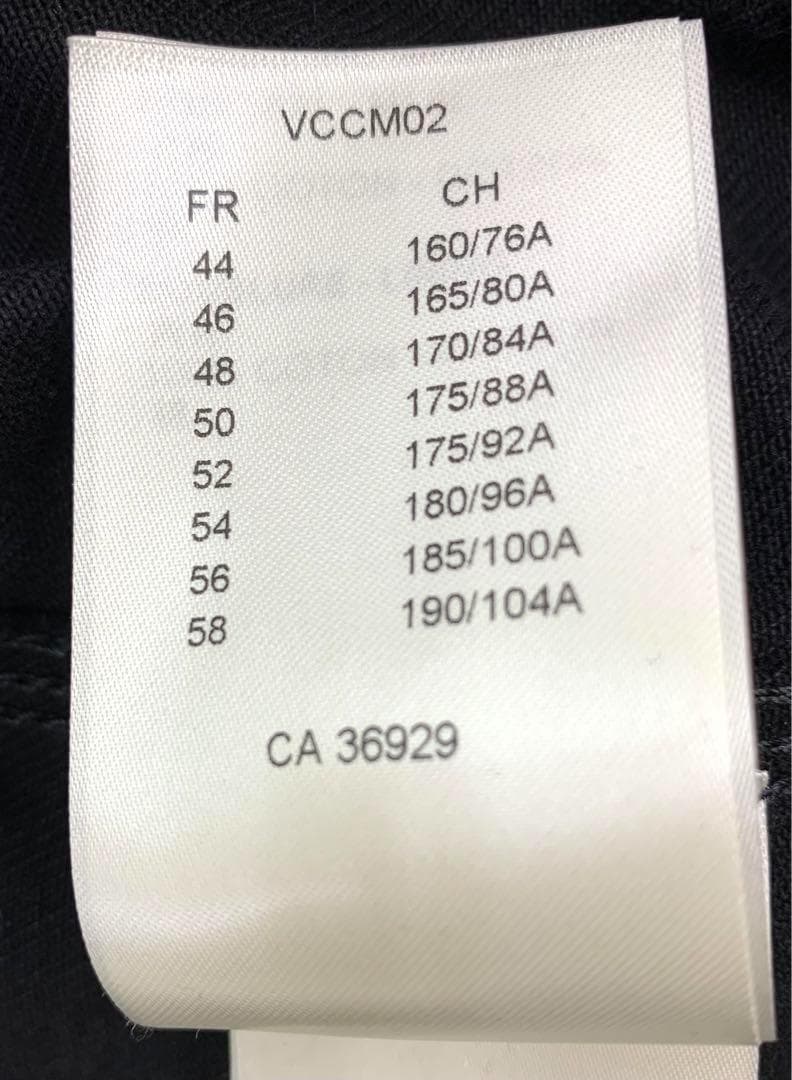 VCCM02
FR CH
44 160/76A
46 165/80A
48 170/84A
50 175/88A
52 175/92A
54 180/96A
56 185/100A
58 190/104A
CA 36929